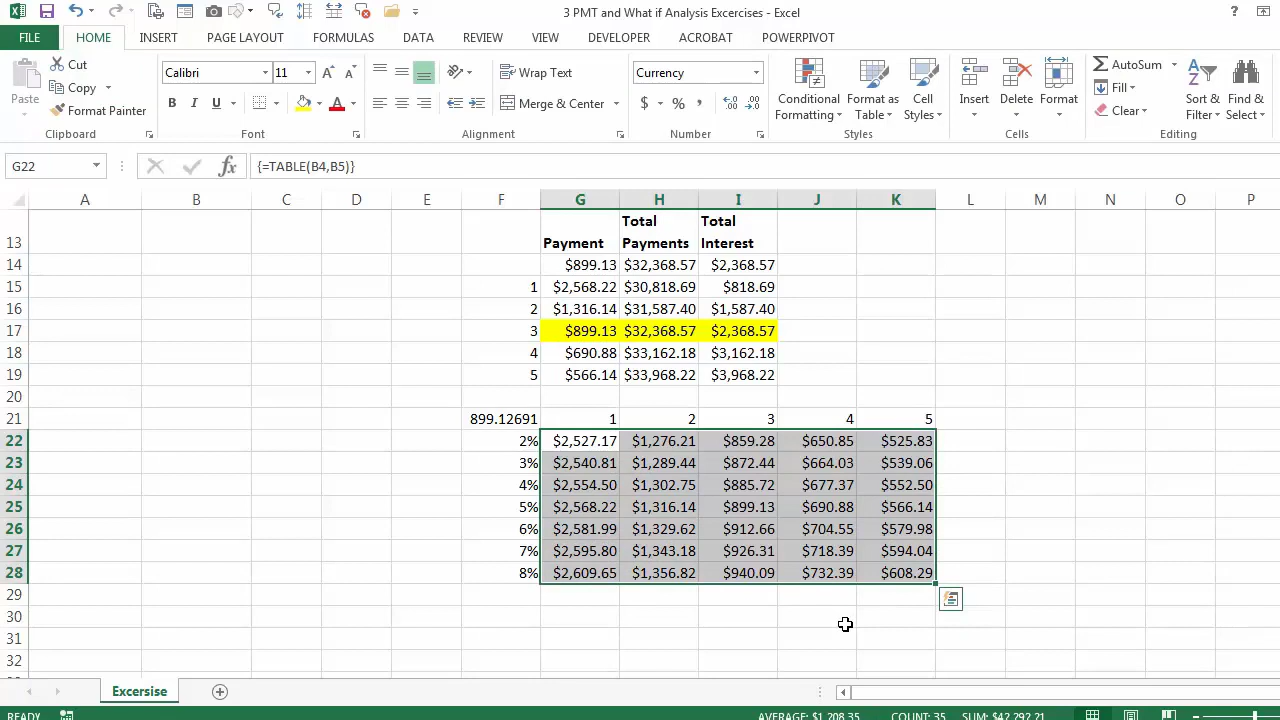 3 PMT and What if Analysis Excercises - Excel
FILE HOME INSERT PAGE LAYOUT FORMULAS DATA REVIEW VIEW DEVELOPER ACROBAT POWERPIVOT
Paste
Cut
Copy
Format Painter
Calibri 11
B I U
Wrap Text
Merge & Center
Currency
$ %
Conditional Formatting
Format as Table
Cell Styles
Insert Delete Format
AutoSum
Fill
Clear
Sort & Filter
Find & Select
Clipboard Font Alignment Number Styles Cells Editing
G22 fx {=TABLE(B4,B5)}
A B C D E F G H I J K L M N O P
13 Payment Total Payments Total Interest
14 $899.13 $32,368.57 $2,368.57
15 1 $2,568.22 $30,818.69 $818.69
16 2 $1,316.14 $31,587.40 $1,587.40
17 3 $899.13 $32,368.57 $2,368.57
18 4 $690.88 $33,162.18 $3,162.18
19 5 $566.14 $33,968.22 $3,968.22
20
21 899.12691 1 2 3 4 5
22 2% $2,527.17 $1,276.21 $859.28 $650.85 $525.83
23 3% $2,540.81 $1,289.44 $872.44 $664.03 $539.06
24 4% $2,554.50 $1,302.75 $885.72 $677.37 $552.50
25 5% $2,568.22 $1,316.14 $899.13 $690.88 $566.14
26 6% $2,581.99 $1,329.62 $912.66 $704.55 $579.98
27 7% $2,595.80 $1,343.18 $926.31 $718.39 $594.04
28 8% $2,609.65 $1,356.82 $940.09 $732.39 $608.29
29
30
31
32
Excersise
READY AVERAGE: $1,208.35 COUNT: 35 SUM: $42,292.21